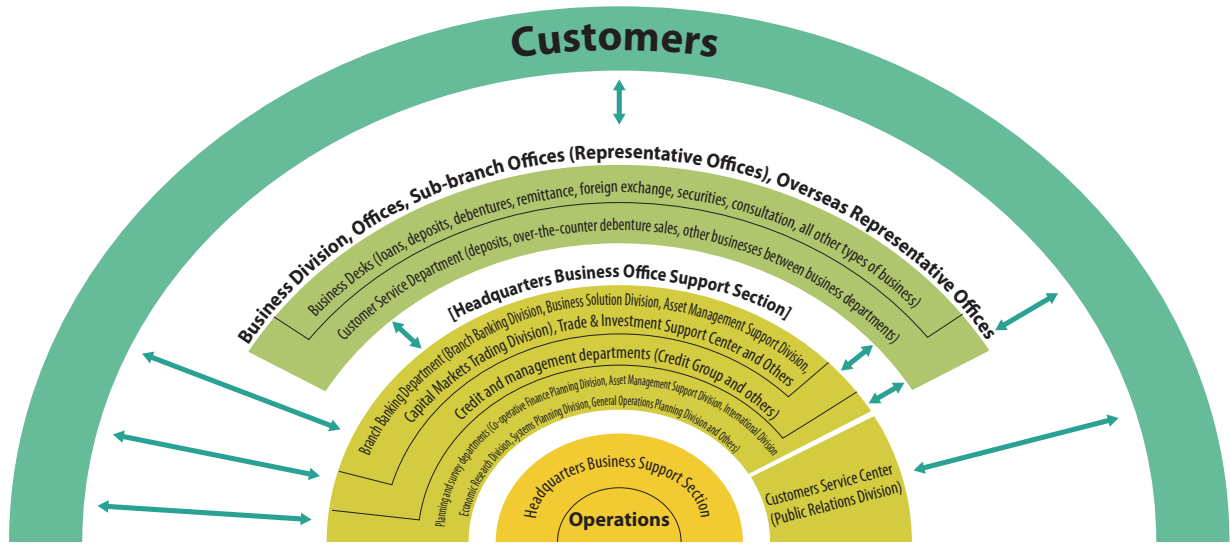 Customers
Business Division, Offices, Sub-branch Offices (Representative Offices), Overseas Representative Offices
Business Desks (loans, deposits, debentures, remittance, foreign exchange, securities, consultation, all other types of business)
Customer Service Department (deposits, over-the-counter debenture sales, other businesses between business departments)
[Headquarters Business Office Support Section]
Branch Banking Department (Branch Banking Division, Business Solution Division, Asset Management Support Division,
Capital Markets Trading Division), Trade & Investment Support Center and Others
Credit and management departments (Credit Group and others)
Planning and survey departments (Co-operative Finance Planning Division, Asset Management Support Division, International Division
Economic Research Division, Systems Planning Division, General Operations Planning Division and Others)
Customers Service Center
(Public Relations Division)
Headquarters Business Support Section
Operations